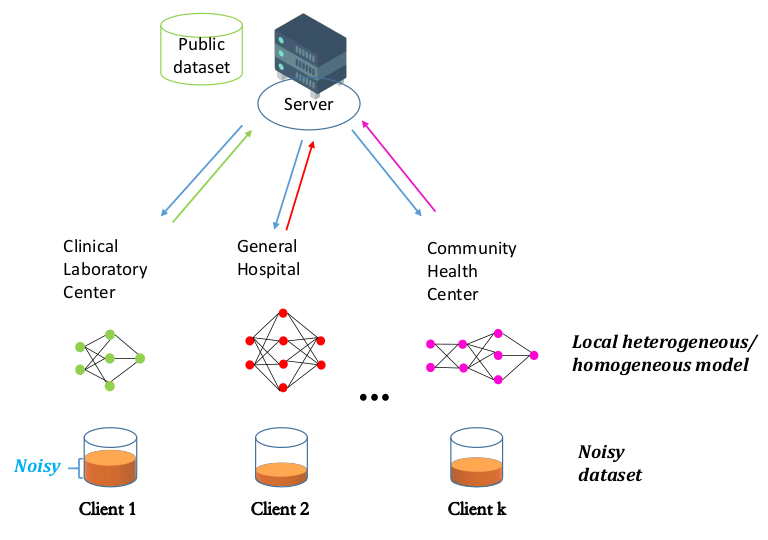 Public
dataset
Server
Clinical
Laboratory
Center
General
Hospital
Community
Health
Center
Local heterogeneous/
homogeneous model
...
Noisy
Noisy
dataset
Client 1
Client 2
Client k